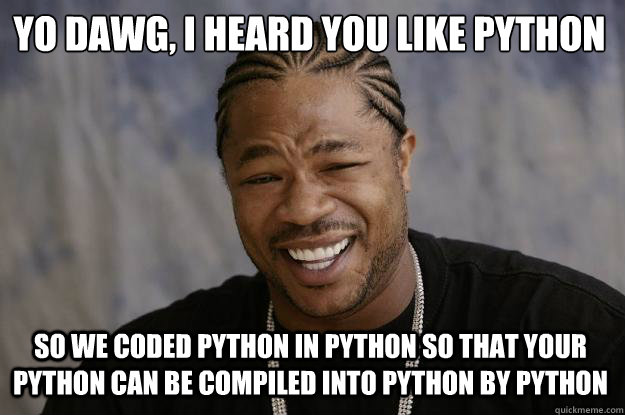 YO DAWG, I HEARD YOU LIKE PYTHON
SO WE CODED PYTHON IN PYTHON SO THAT YOUR
PYTHON CAN BE COMPILED INTO PYTHON BY PYTHON
quickmeme.com